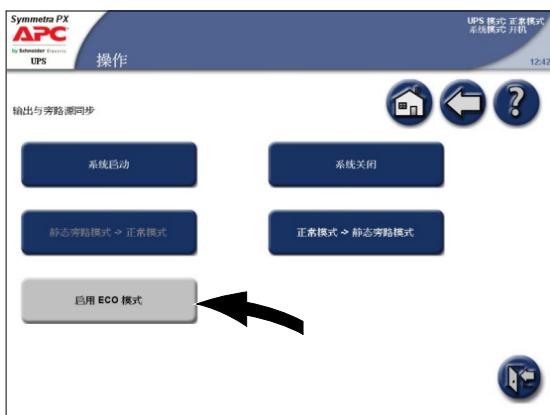 Symmetra PX
APC
by Schneider Electric
UPS
操作
UPS 模式 正常模式
系统模式 开机
12:42
输出与旁路源同步
?
系统启动
系统关闭
静态旁路模式 -> 正常模式
正常模式 -> 静态旁路模式
启用 ECO 模式